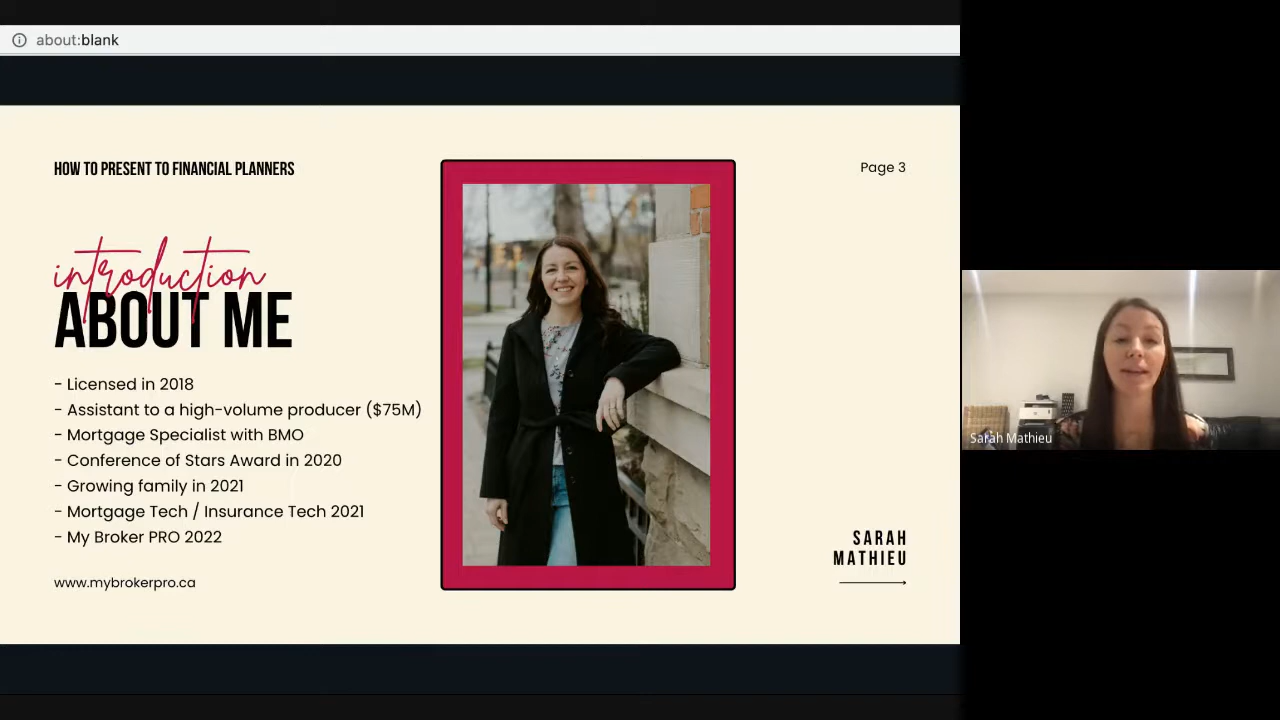 about:blank
HOW TO PRESENT TO FINANCIAL PLANNERS
Page 3
introduction
ABOUT ME
- Licensed in 2018
- Assistant to a high-volume producer ($75M)
- Mortgage Specialist with BMO
- Conference of Stars Award in 2020
- Growing family in 2021
- Mortgage Tech / Insurance Tech 2021
- My Broker PRO 2022
www.mybrokerpro.ca
SARAH
MATHIEU
Sarah Mathieu